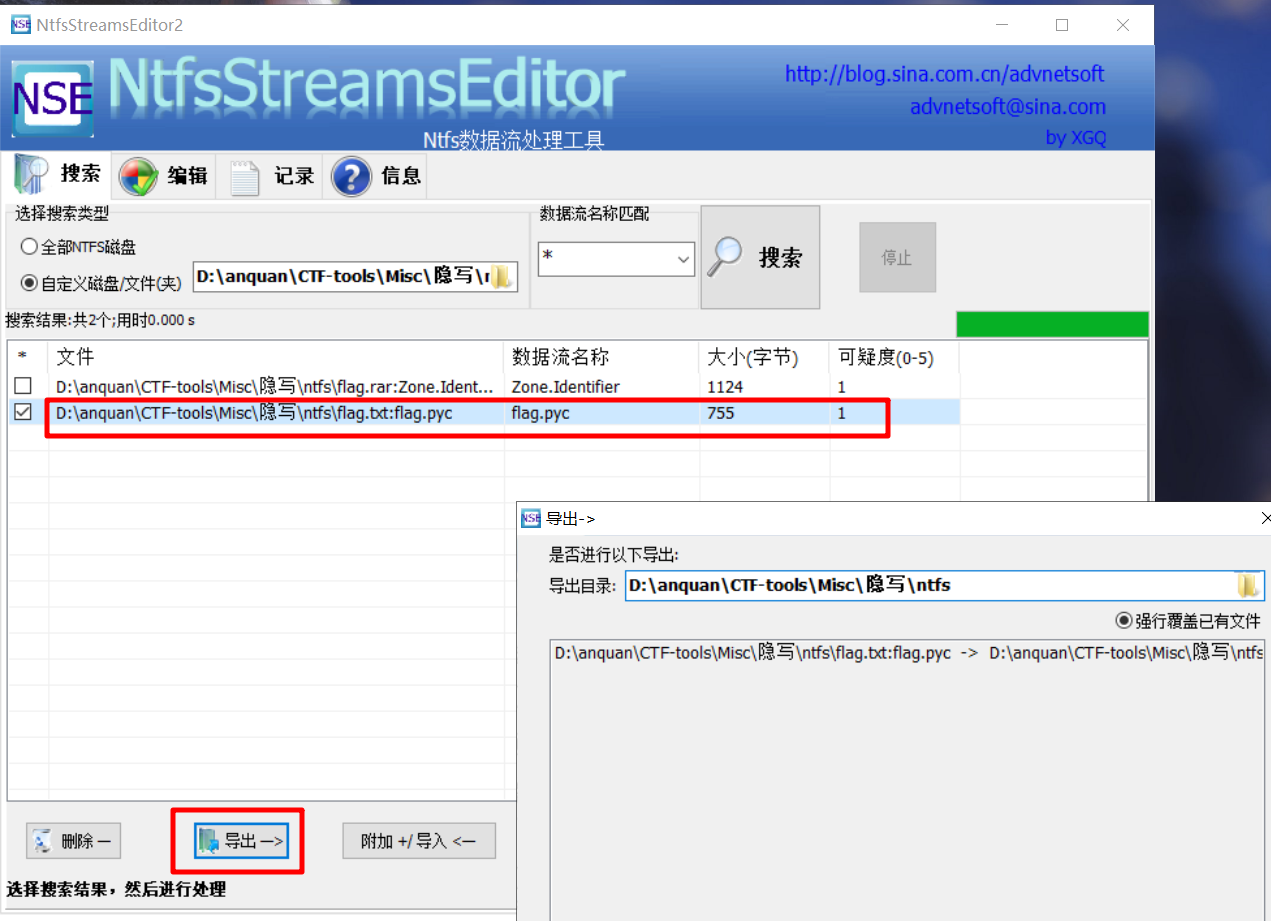 NSE NtfsStreamsEditor2
NSE NtfsStreamsEditor
Ntfs数据流处理工具
http://blog.sina.com.cn/advnetsoft
advnetsoft@sina.com
by XGQ
搜索 编辑 记录 ? 信息
选择搜索类型
全部NTFS磁盘
自定义磁盘/文件(夹) D:\anquan\CTF-tools\Misc\隐写\
数据流名称匹配
*
搜索
停止
搜索结果:共2个;用时0.000 s
* 文件 数据流名称 大小(字节) 可疑度(0-5)
D:\anquan\CTF-tools\Misc\隐写\ntfs\flag.rar:Zone.Ident... Zone.Identifier 1124 1
D:\anquan\CTF-tools\Misc\隐写\ntfs\flag.txt:flag.pyc flag.pyc 755 1
NSE 导出->
是否进行以下导出:
导出目录: D:\anquan\CTF-tools\Misc\隐写\ntfs
强行覆盖已有文件
D:\anquan\CTF-tools\Misc\隐写\ntfs\flag.txt:flag.pyc -> D:\anquan\CTF-tools\Misc\隐写\ntfs
删除 —
导出 —>
附加 +/导入 <—
选择搜索结果，然后进行处理